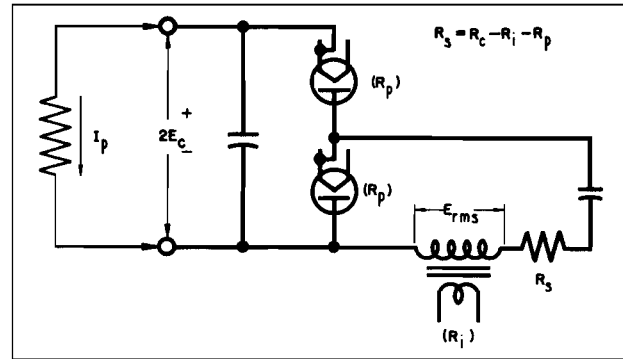 R_s = R_c – R_i – R_p
(R_p)
I_p
+
2E_c
–
(R_p)
E_rms
R_s
(R_i)